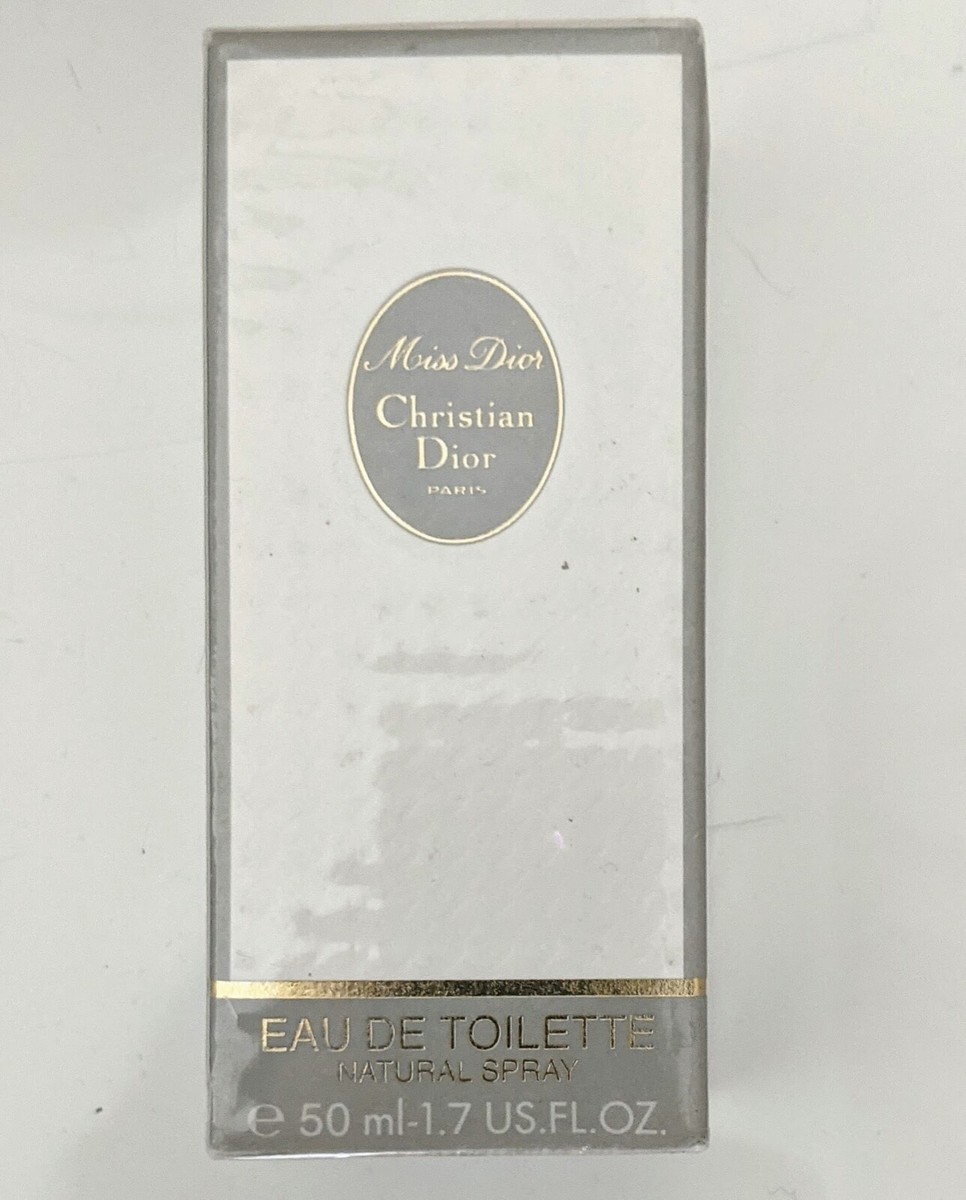 Miss Dior
Christian
Dior
PARIS
EAU DE TOILETTE
NATURAL SPRAY
℮ 50 ml-1.7 US.FL.OZ.